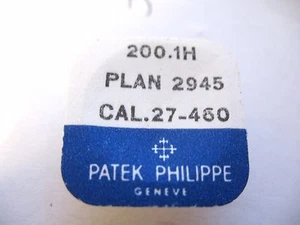 200.1H
PLAN 2945
CAL.27-460
PATEK PHILIPPE
GENEVE